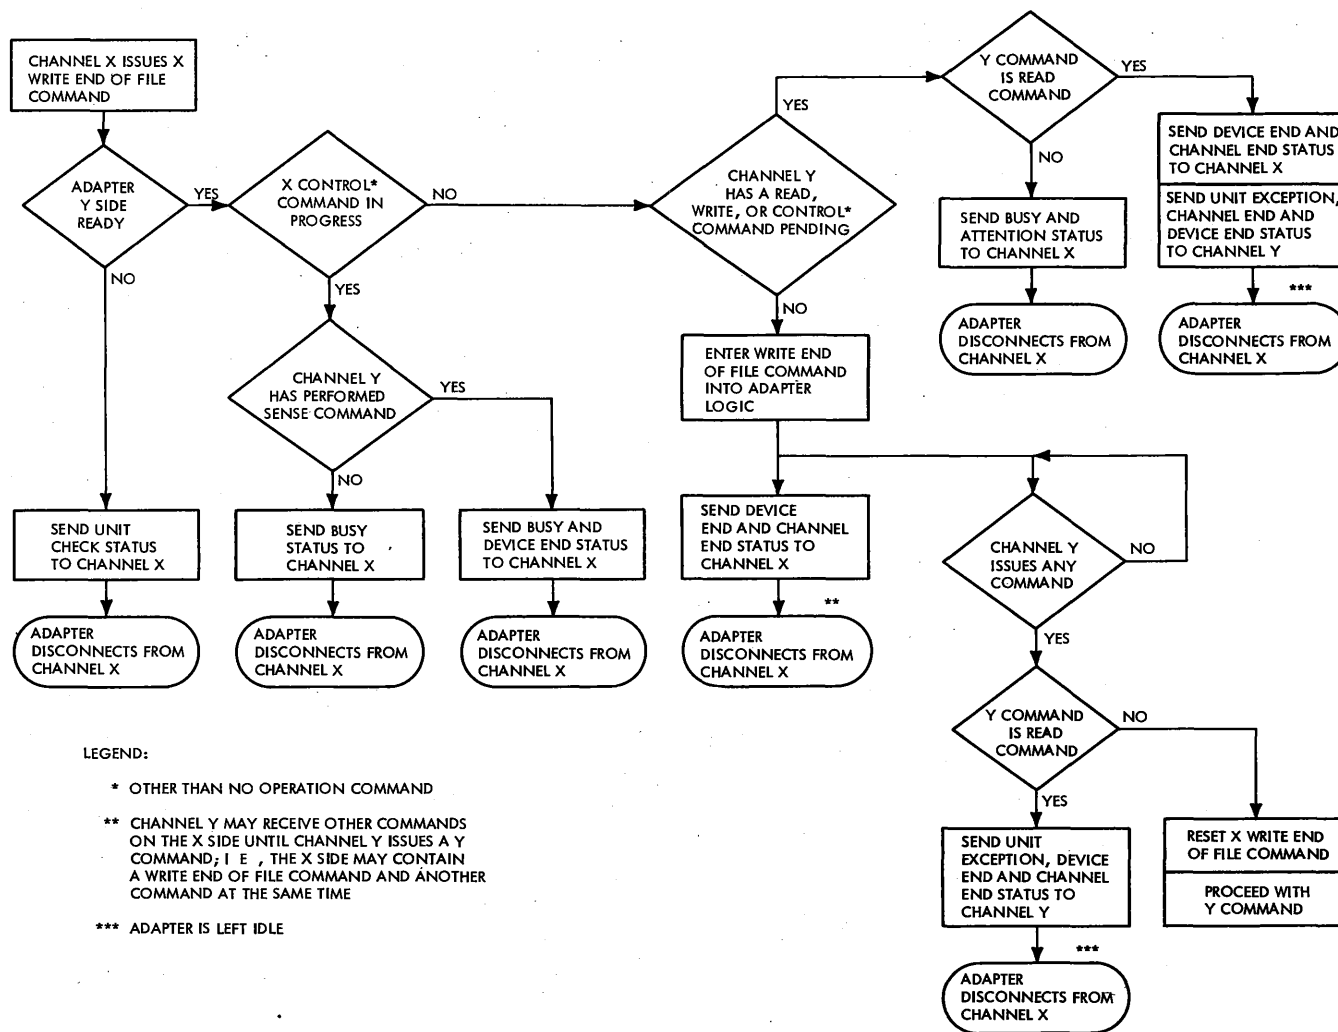 CHANNEL X ISSUES X
WRITE END OF FILE
COMMAND
ADAPTER
Y SIDE
READY
YES
NO
X CONTROL*
COMMAND IN
PROGRESS
NO
YES
CHANNEL Y
HAS A READ,
WRITE, OR CONTROL*
COMMAND PENDING
YES
NO
Y COMMAND
IS READ
COMMAND
YES
NO
SEND DEVICE END AND
CHANNEL END STATUS
TO CHANNEL X
SEND UNIT EXCEPTION,
CHANNEL END AND
DEVICE END STATUS
TO CHANNEL Y
***
ADAPTER
DISCONNECTS FROM
CHANNEL X
SEND BUSY AND
ATTENTION STATUS
TO CHANNEL X
ADAPTER
DISCONNECTS FROM
CHANNEL X
CHANNEL Y
HAS PERFORMED
SENSE COMMAND
YES
NO
ENTER WRITE END
OF FILE COMMAND
INTO ADAPTER
LOGIC
SEND UNIT
CHECK STATUS
TO CHANNEL X
SEND BUSY
STATUS TO
CHANNEL X
SEND BUSY AND
DEVICE END STATUS
TO CHANNEL X
SEND DEVICE
END AND CHANNEL
END STATUS TO
CHANNEL X
**
CHANNEL Y
ISSUES ANY
COMMAND
NO
YES
ADAPTER
DISCONNECTS FROM
CHANNEL X
ADAPTER
DISCONNECTS FROM
CHANNEL X
ADAPTER
DISCONNECTS FROM
CHANNEL X
ADAPTER
DISCONNECTS FROM
CHANNEL X
Y COMMAND
IS READ
COMMAND
NO
YES
SEND UNIT
EXCEPTION, DEVICE
END AND CHANNEL
END STATUS TO
CHANNEL Y
***
ADAPTER
DISCONNECTS FROM
CHANNEL X
RESET X WRITE END
OF FILE COMMAND
PROCEED WITH
Y COMMAND
LEGEND:
* OTHER THAN NO OPERATION COMMAND
** CHANNEL Y MAY RECEIVE OTHER COMMANDS
ON THE X SIDE UNTIL CHANNEL Y ISSUES A Y
COMMAND; I E , THE X SIDE MAY CONTAIN
A WRITE END OF FILE COMMAND AND ANOTHER
COMMAND AT THE SAME TIME
*** ADAPTER IS LEFT IDLE